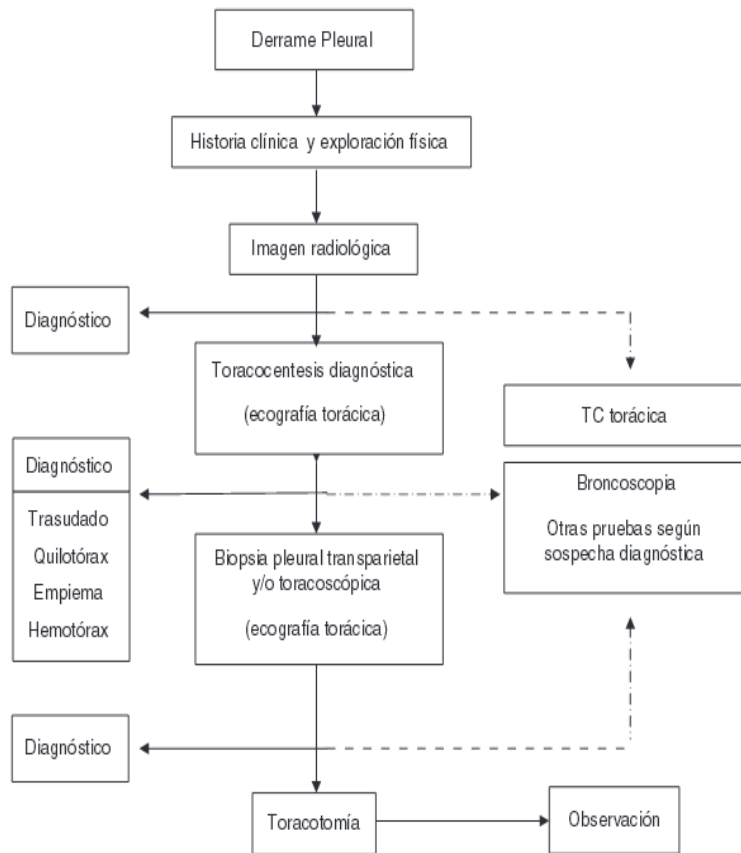 Derrame Pleural
Historia clínica y exploración física
Imagen radiológica
Diagnóstico
Toracocentesis diagnóstica
(ecografía torácica)
TC torácica
Diagnóstico
Trasudado
Quilotórax
Empiema
Hemotórax
Broncoscopia
Otras pruebas según
sospecha diagnóstica
Biopsia pleural transparietal
y/o toracoscópica
(ecografía torácica)
Diagnóstico
Toracotomía
Observación